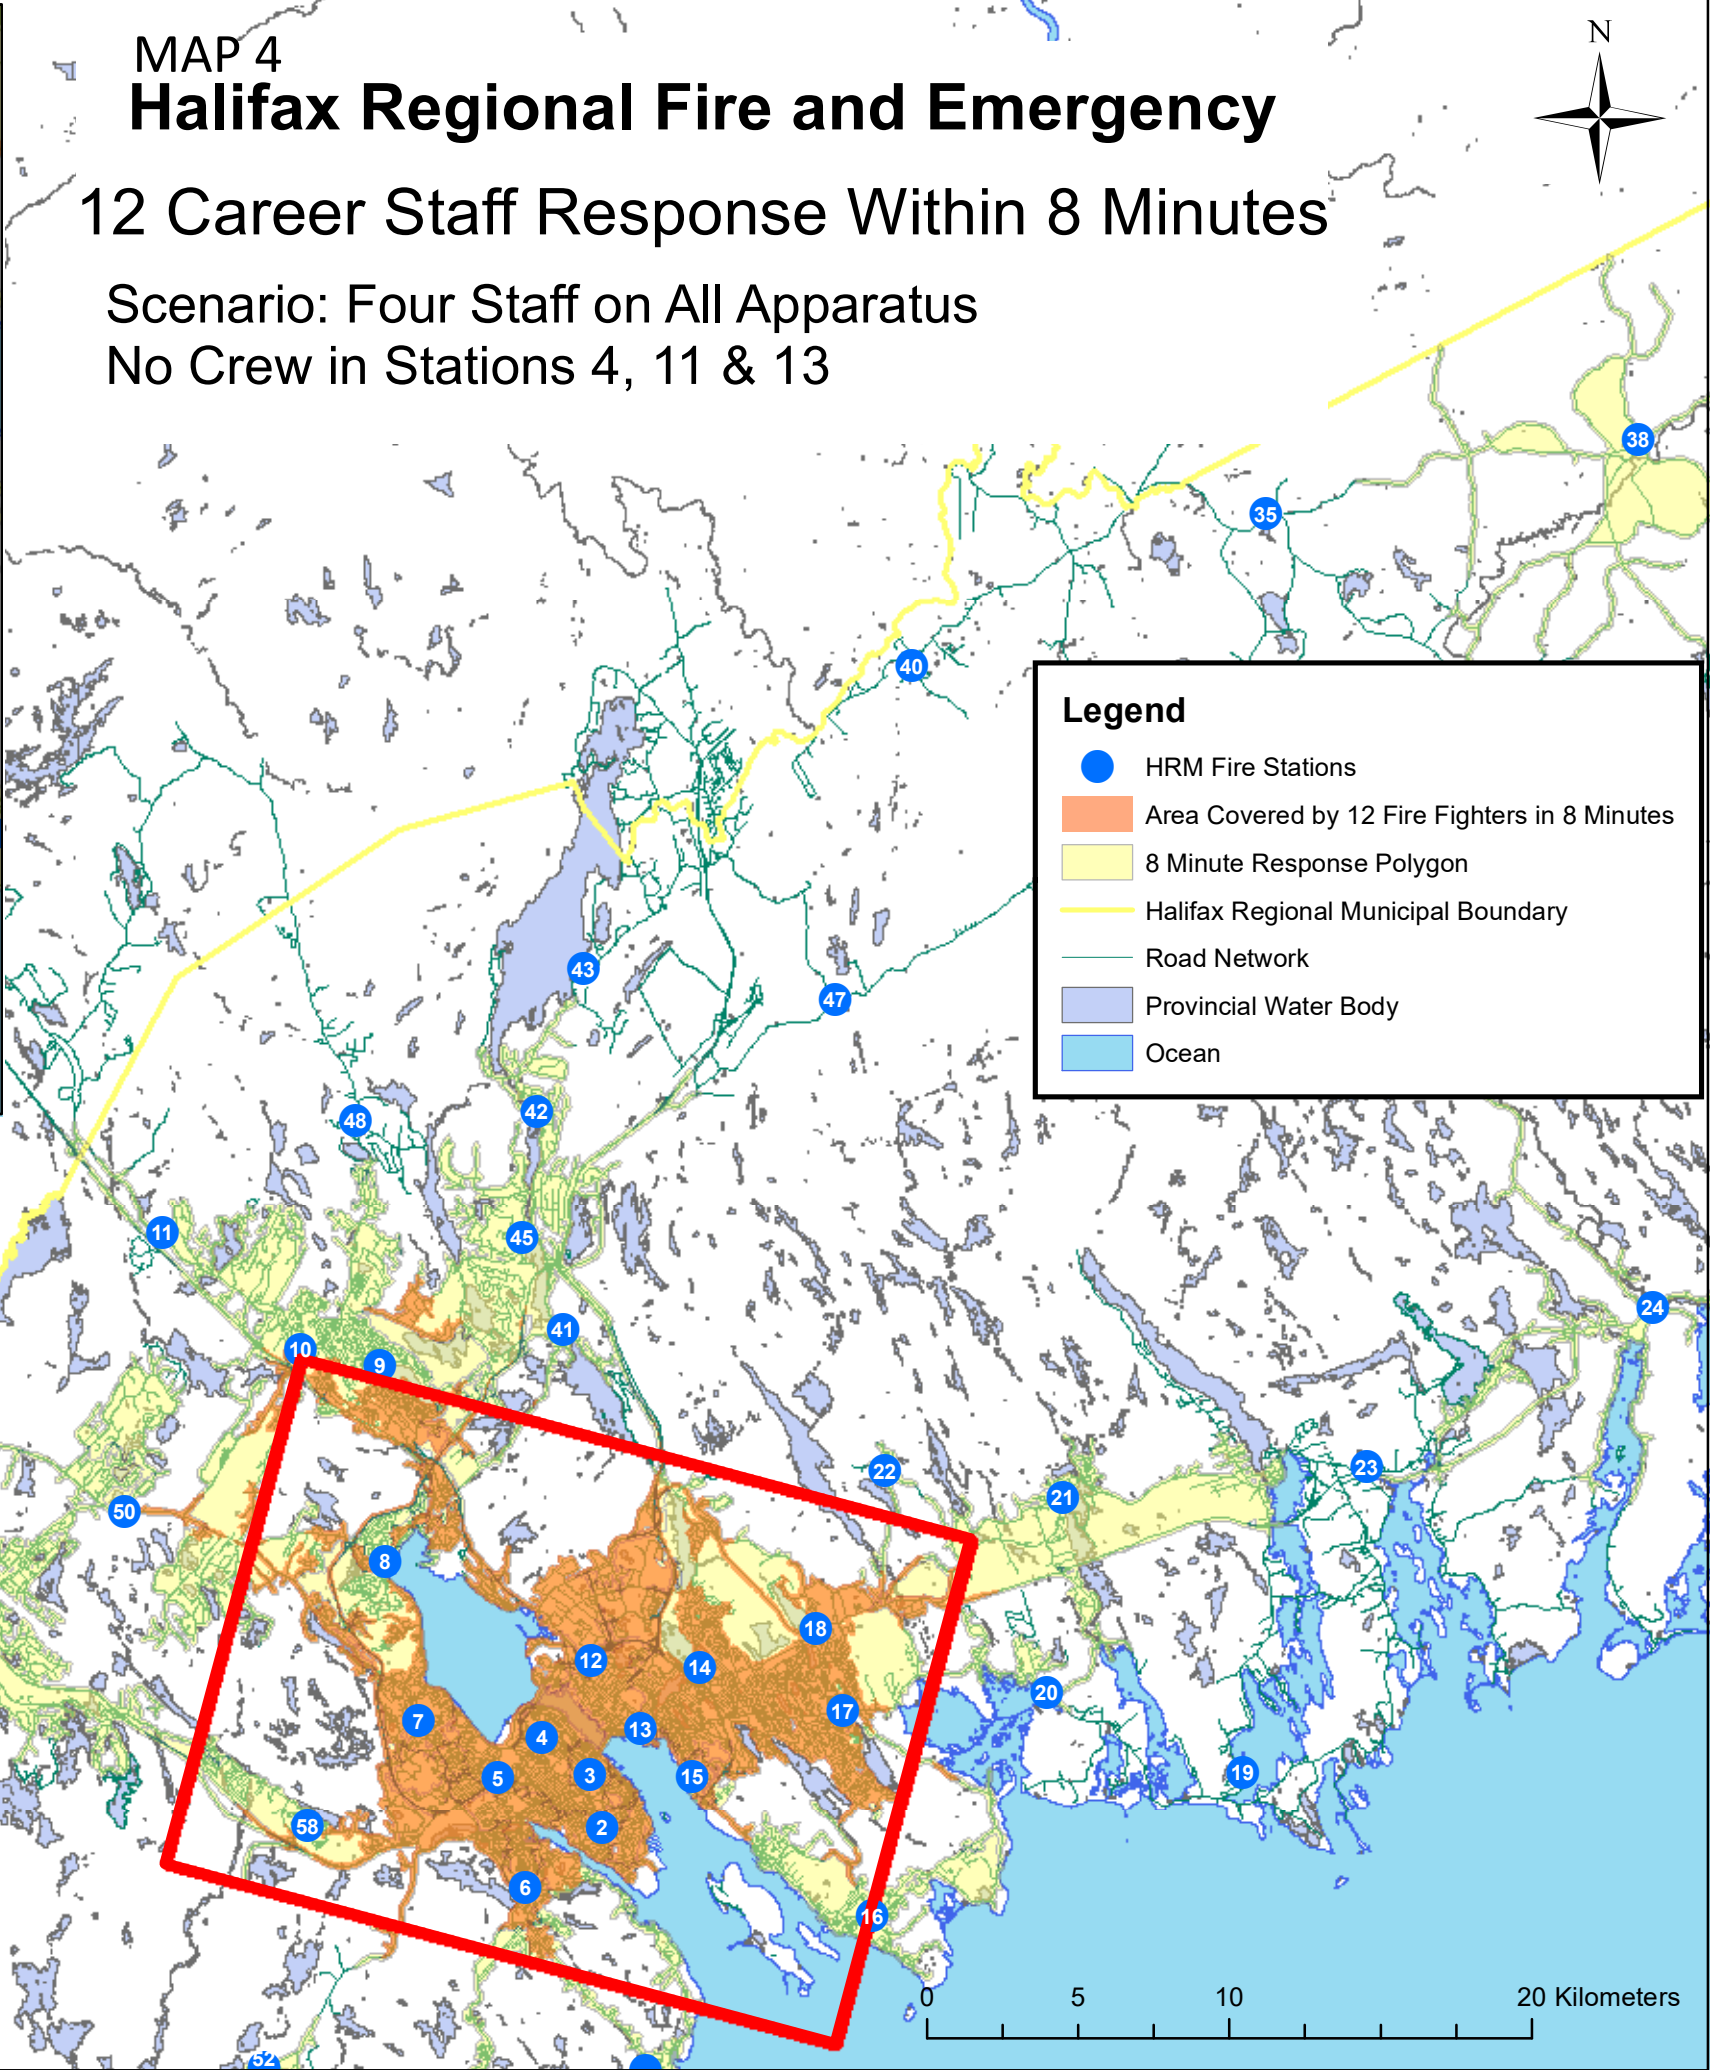 MAP 4
Halifax Regional Fire and Emergency
12 Career Staff Response Within 8 Minutes
Scenario: Four Staff on All Apparatus
No Crew in Stations 4, 11 & 13
N
38
35
40
Legend
HRM Fire Stations
Area Covered by 12 Fire Fighters in 8 Minutes
8 Minute Response Polygon
Halifax Regional Municipal Boundary
Road Network
Provincial Water Body
Ocean
43
47
42
48
11
45
24
41
10
9
23
22
21
50
8
18
12
14
20
17
7
13
4
19
15
3
5
58
2
6
16
0 5 10 20 Kilometers
52